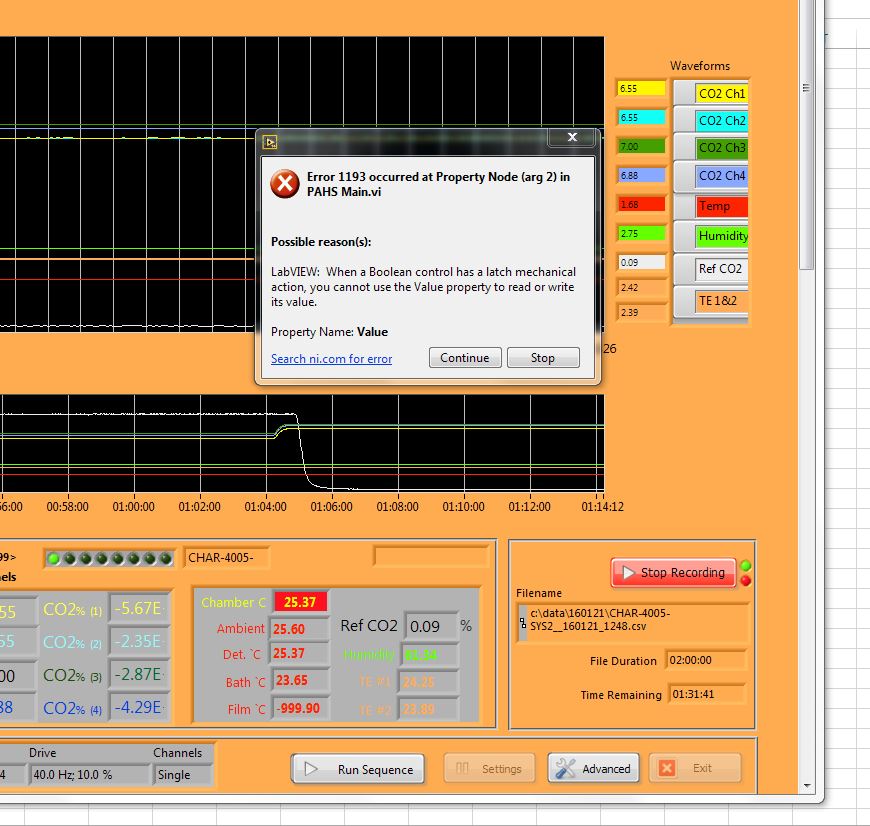 Waveforms
6.55
CO2 Ch1
6.55
CO2 Ch2
7.00
CO2 Ch3
6.88
CO2 Ch4
1.68
Temp
2.75
Humidity
0.09
Ref CO2
2.42
TE 1&2
2.39
26
X
Error 1193 occurred at Property Node (arg 2) in
PAHS Main.vi
Possible reason(s):
LabVIEW: When a Boolean control has a latch mechanical
action, you cannot use the Value property to read or write
its value.
Property Name: Value
Search ni.com for error
Continue
Stop
56:00 00:58:00 01:00:00 01:02:00 01:04:00 01:06:00 01:08:00 01:10:00 01:12:00 01:14:12
99>
els
CHAR-4005-
55 CO2% (1) -5.67E-
55 CO2% (2) -2.35E-
00 CO2% (3) -2.87E-
88 CO2% (4) -4.29E-
Chamber C 25.37
Ambient 25.60
Det. °C 25.37
Bath °C 23.65
Film °C -999.90
Ref CO2 0.09 %
Humidity
TE #1 24.25
TE #2 23.89
Stop Recording
Filename
c:\data\160121\CHAR-4005-
SYS2__160121_1248.csv
File Duration 02:00:00
Time Remaining 01:31:41
Drive Channels
4 40.0 Hz; 10.0 % Single
Run Sequence
Settings
Advanced
Exit